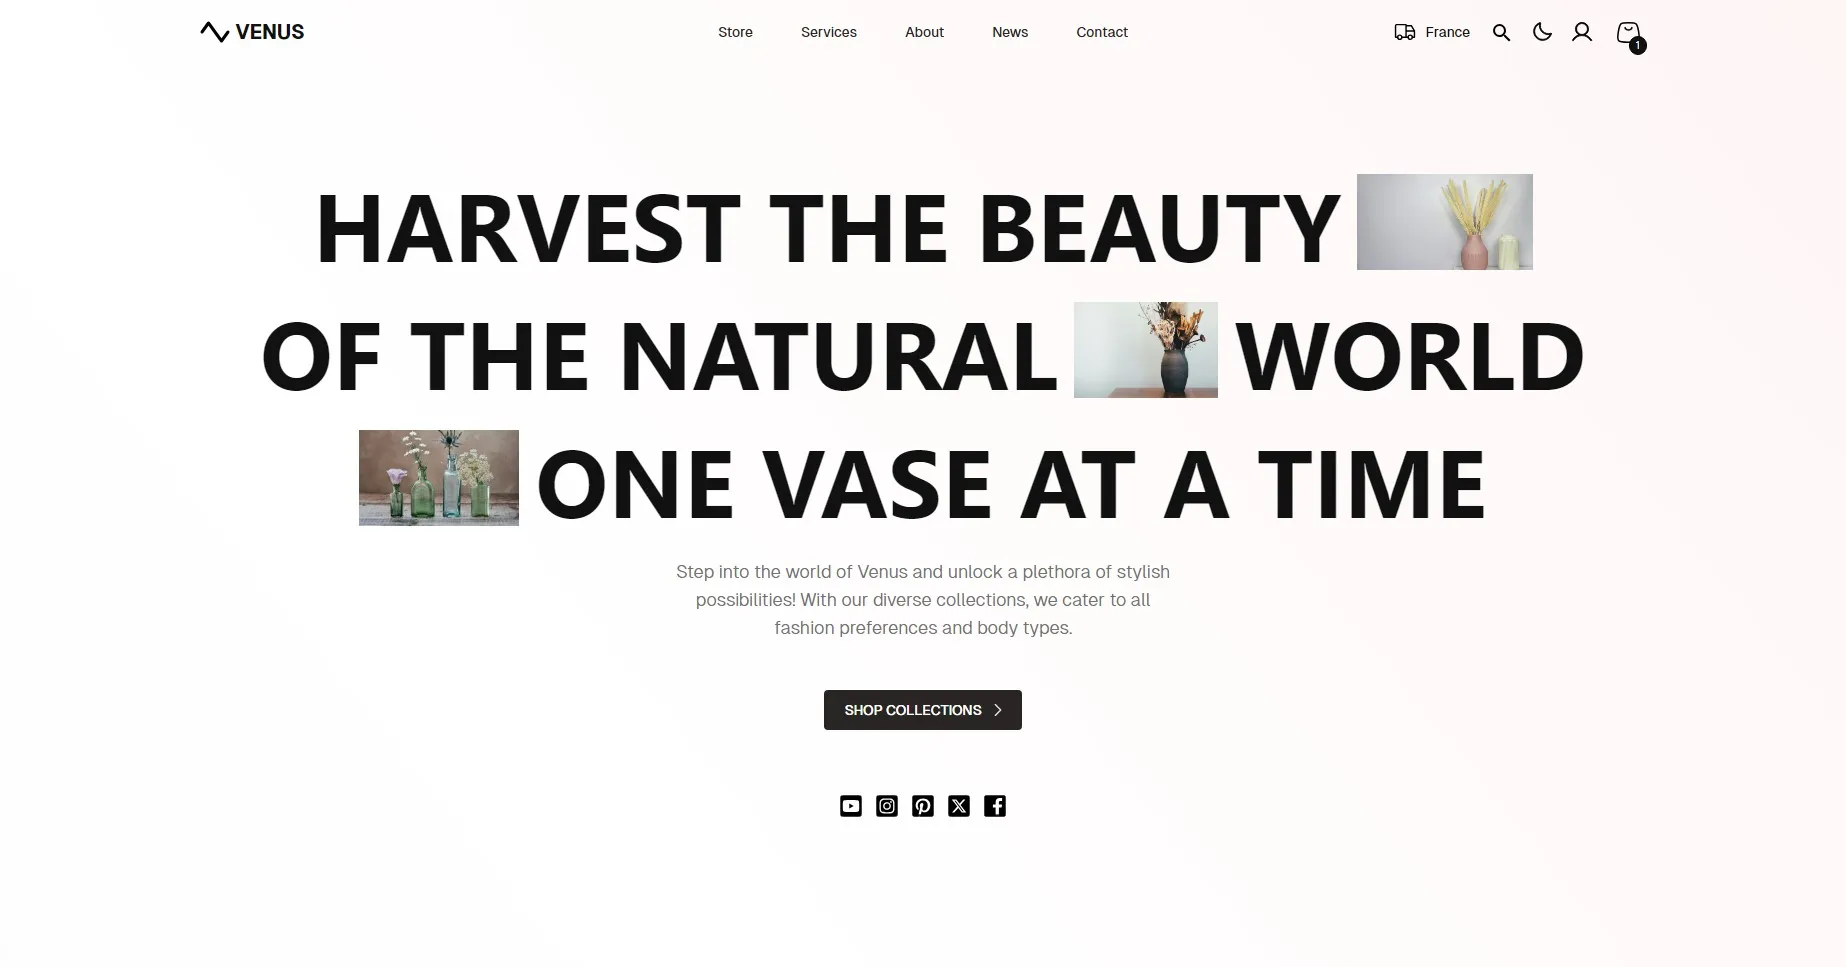 VENUS
Store Services About News Contact
France
1
HARVEST THE BEAUTY
OF THE NATURAL WORLD
ONE VASE AT A TIME
Step into the world of Venus and unlock a plethora of stylish
possibilities! With our diverse collections, we cater to all
fashion preferences and body types.
SHOP COLLECTIONS